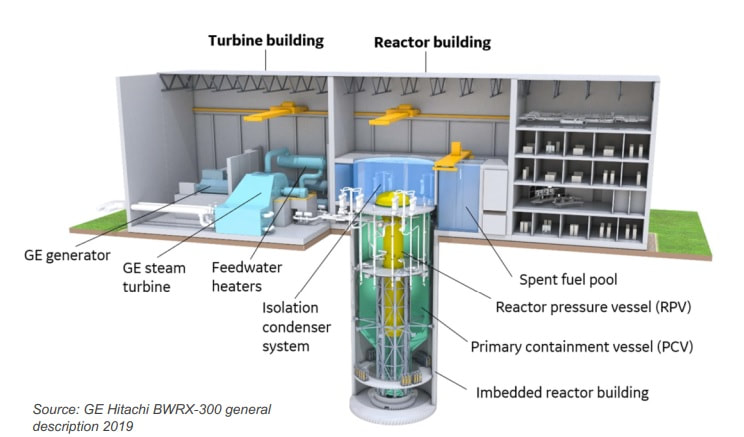 Turbine building
Reactor building
GE generator
GE steam
turbine
Feedwater
heaters
Isolation
condenser
system
Spent fuel pool
Reactor pressure vessel (RPV)
Primary containment vessel (PCV)
Imbedded reactor building
Source: GE Hitachi BWRX-300 general
description 2019